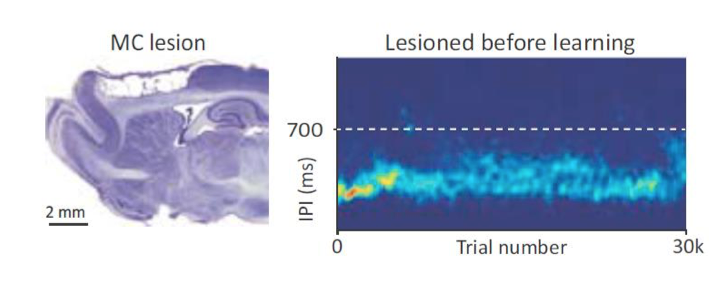 MC lesion
2 mm
Lesioned before learning
700
IPI (ms)
0
Trial number
30k